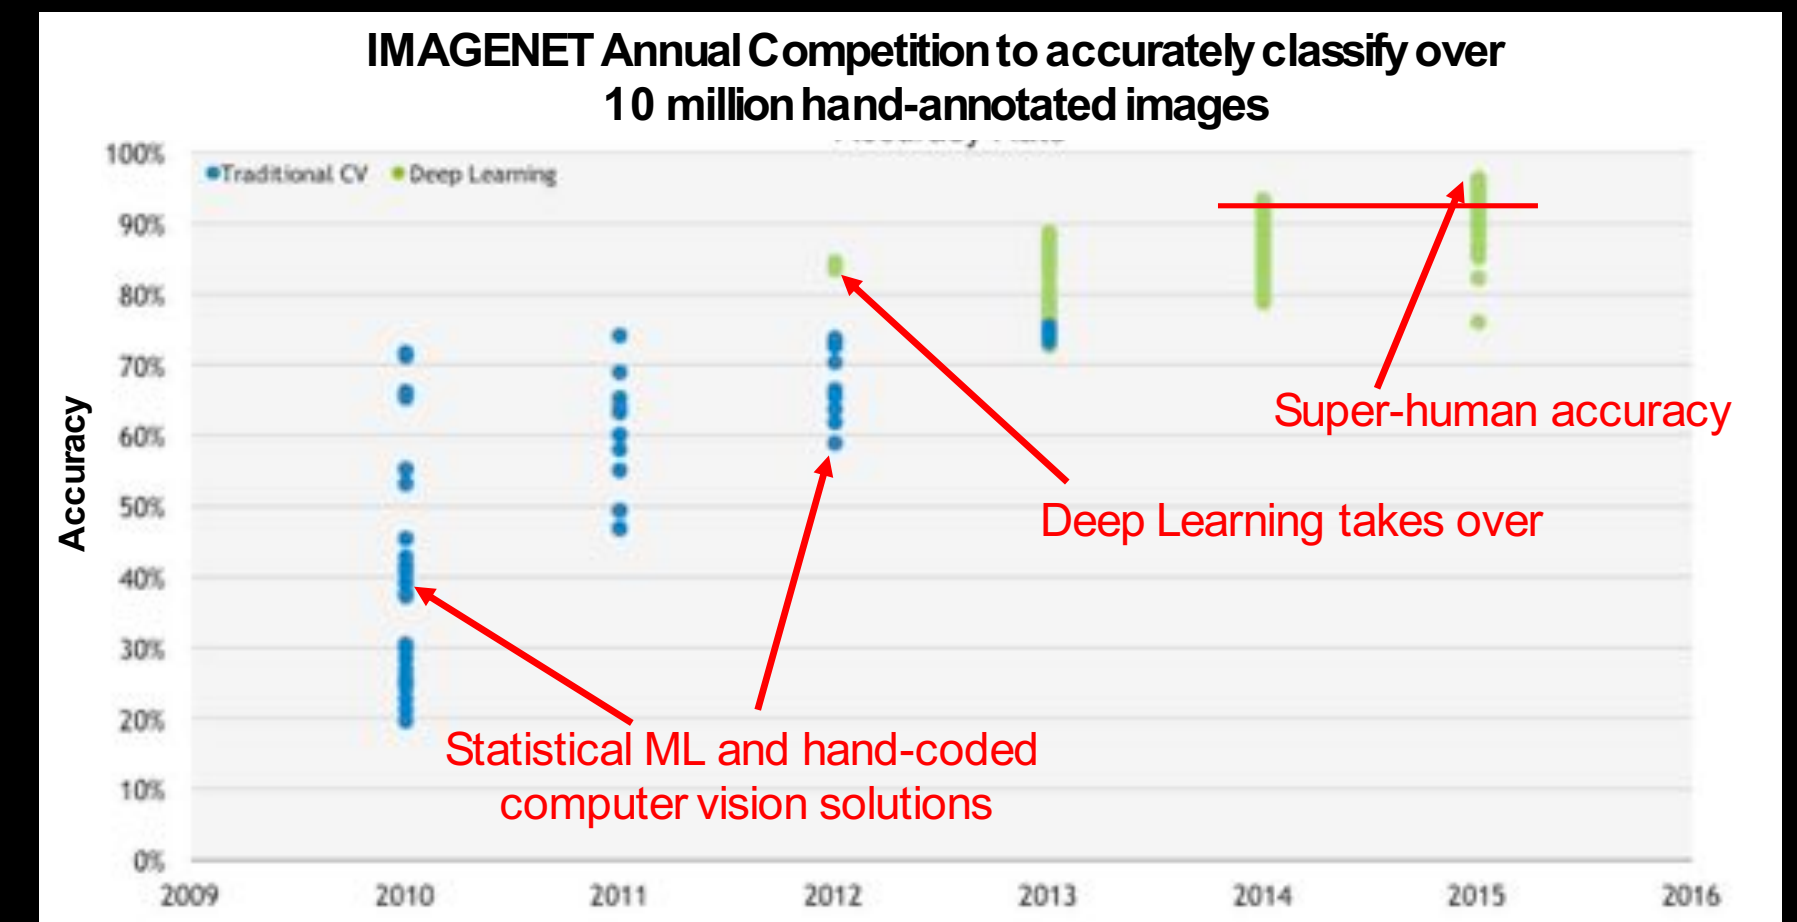 IMAGENET Annual Competition to accurately classify over
10 million hand-annotated images
100%
Traditional CV Deep Learning
90%
80%
70%
Super-human accuracy
60%
Accuracy
50%
Deep Learning takes over
40%
30%
20%
Statistical ML and hand-coded
computer vision solutions
10%
0%
2009 2010 2011 2012 2013 2014 2015 2016